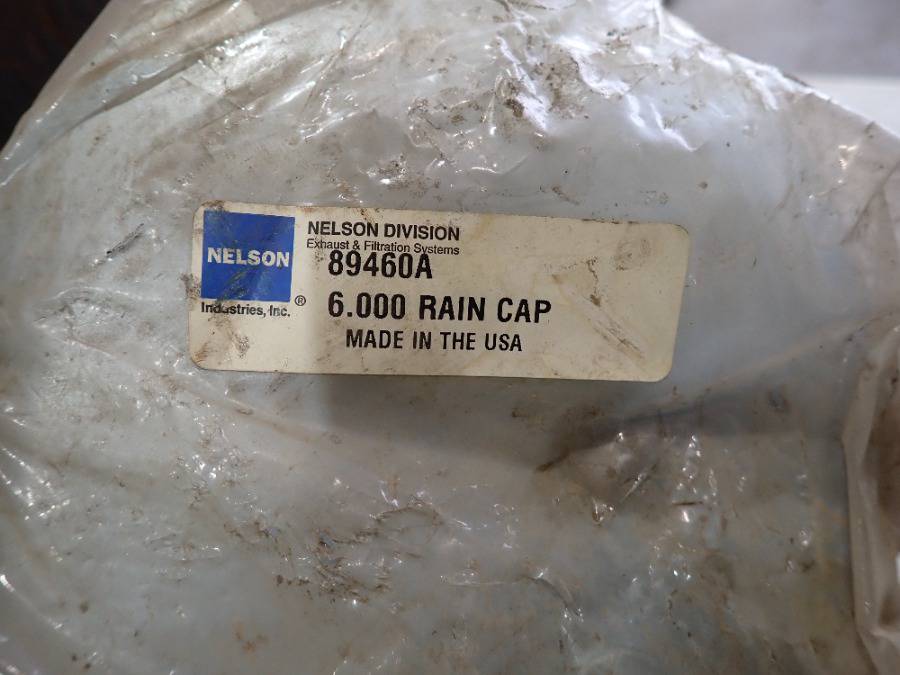 NELSON
Industries, Inc. ®
NELSON DIVISION
Exhaust & Filtration Systems
89460A
6.000 RAIN CAP
MADE IN THE USA